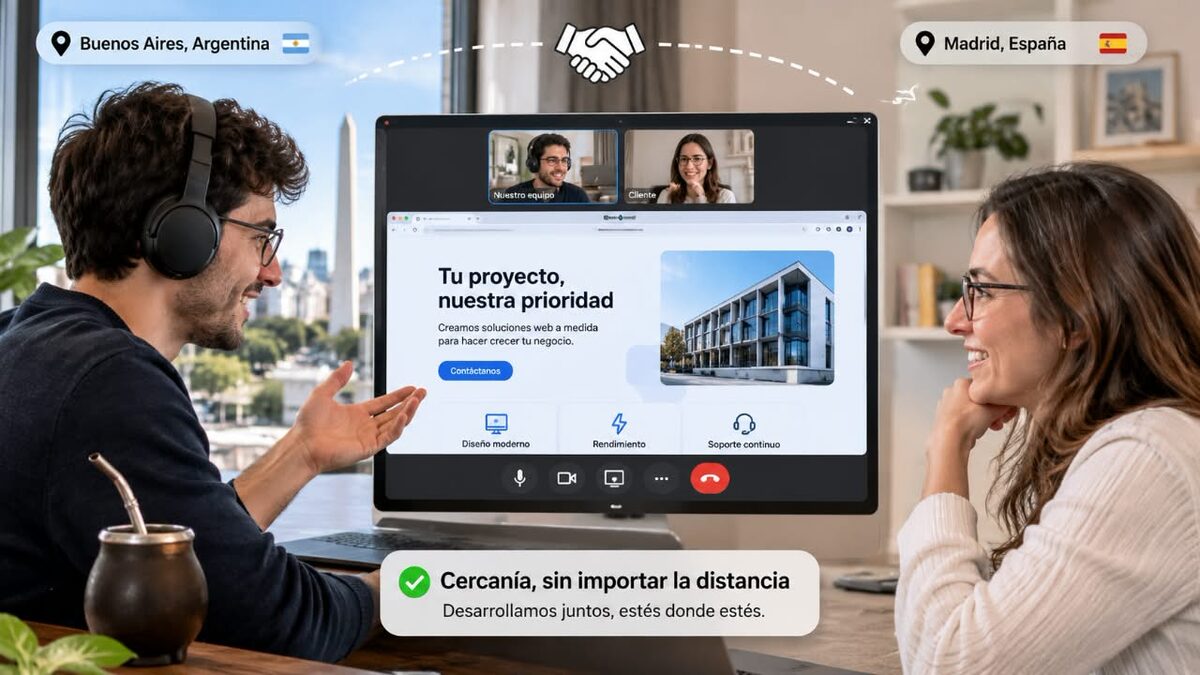 Buenos Aires, Argentina
Madrid, España
Nuestro equipo
Cliente
Tu proyecto,
nuestra prioridad
Creamos soluciones web a medida
para hacer crecer tu negocio.
Contáctanos
Diseño moderno
Rendimiento
Soporte continuo
Cercanía, sin importar la distancia
Desarrollamos juntos, estés donde estés.